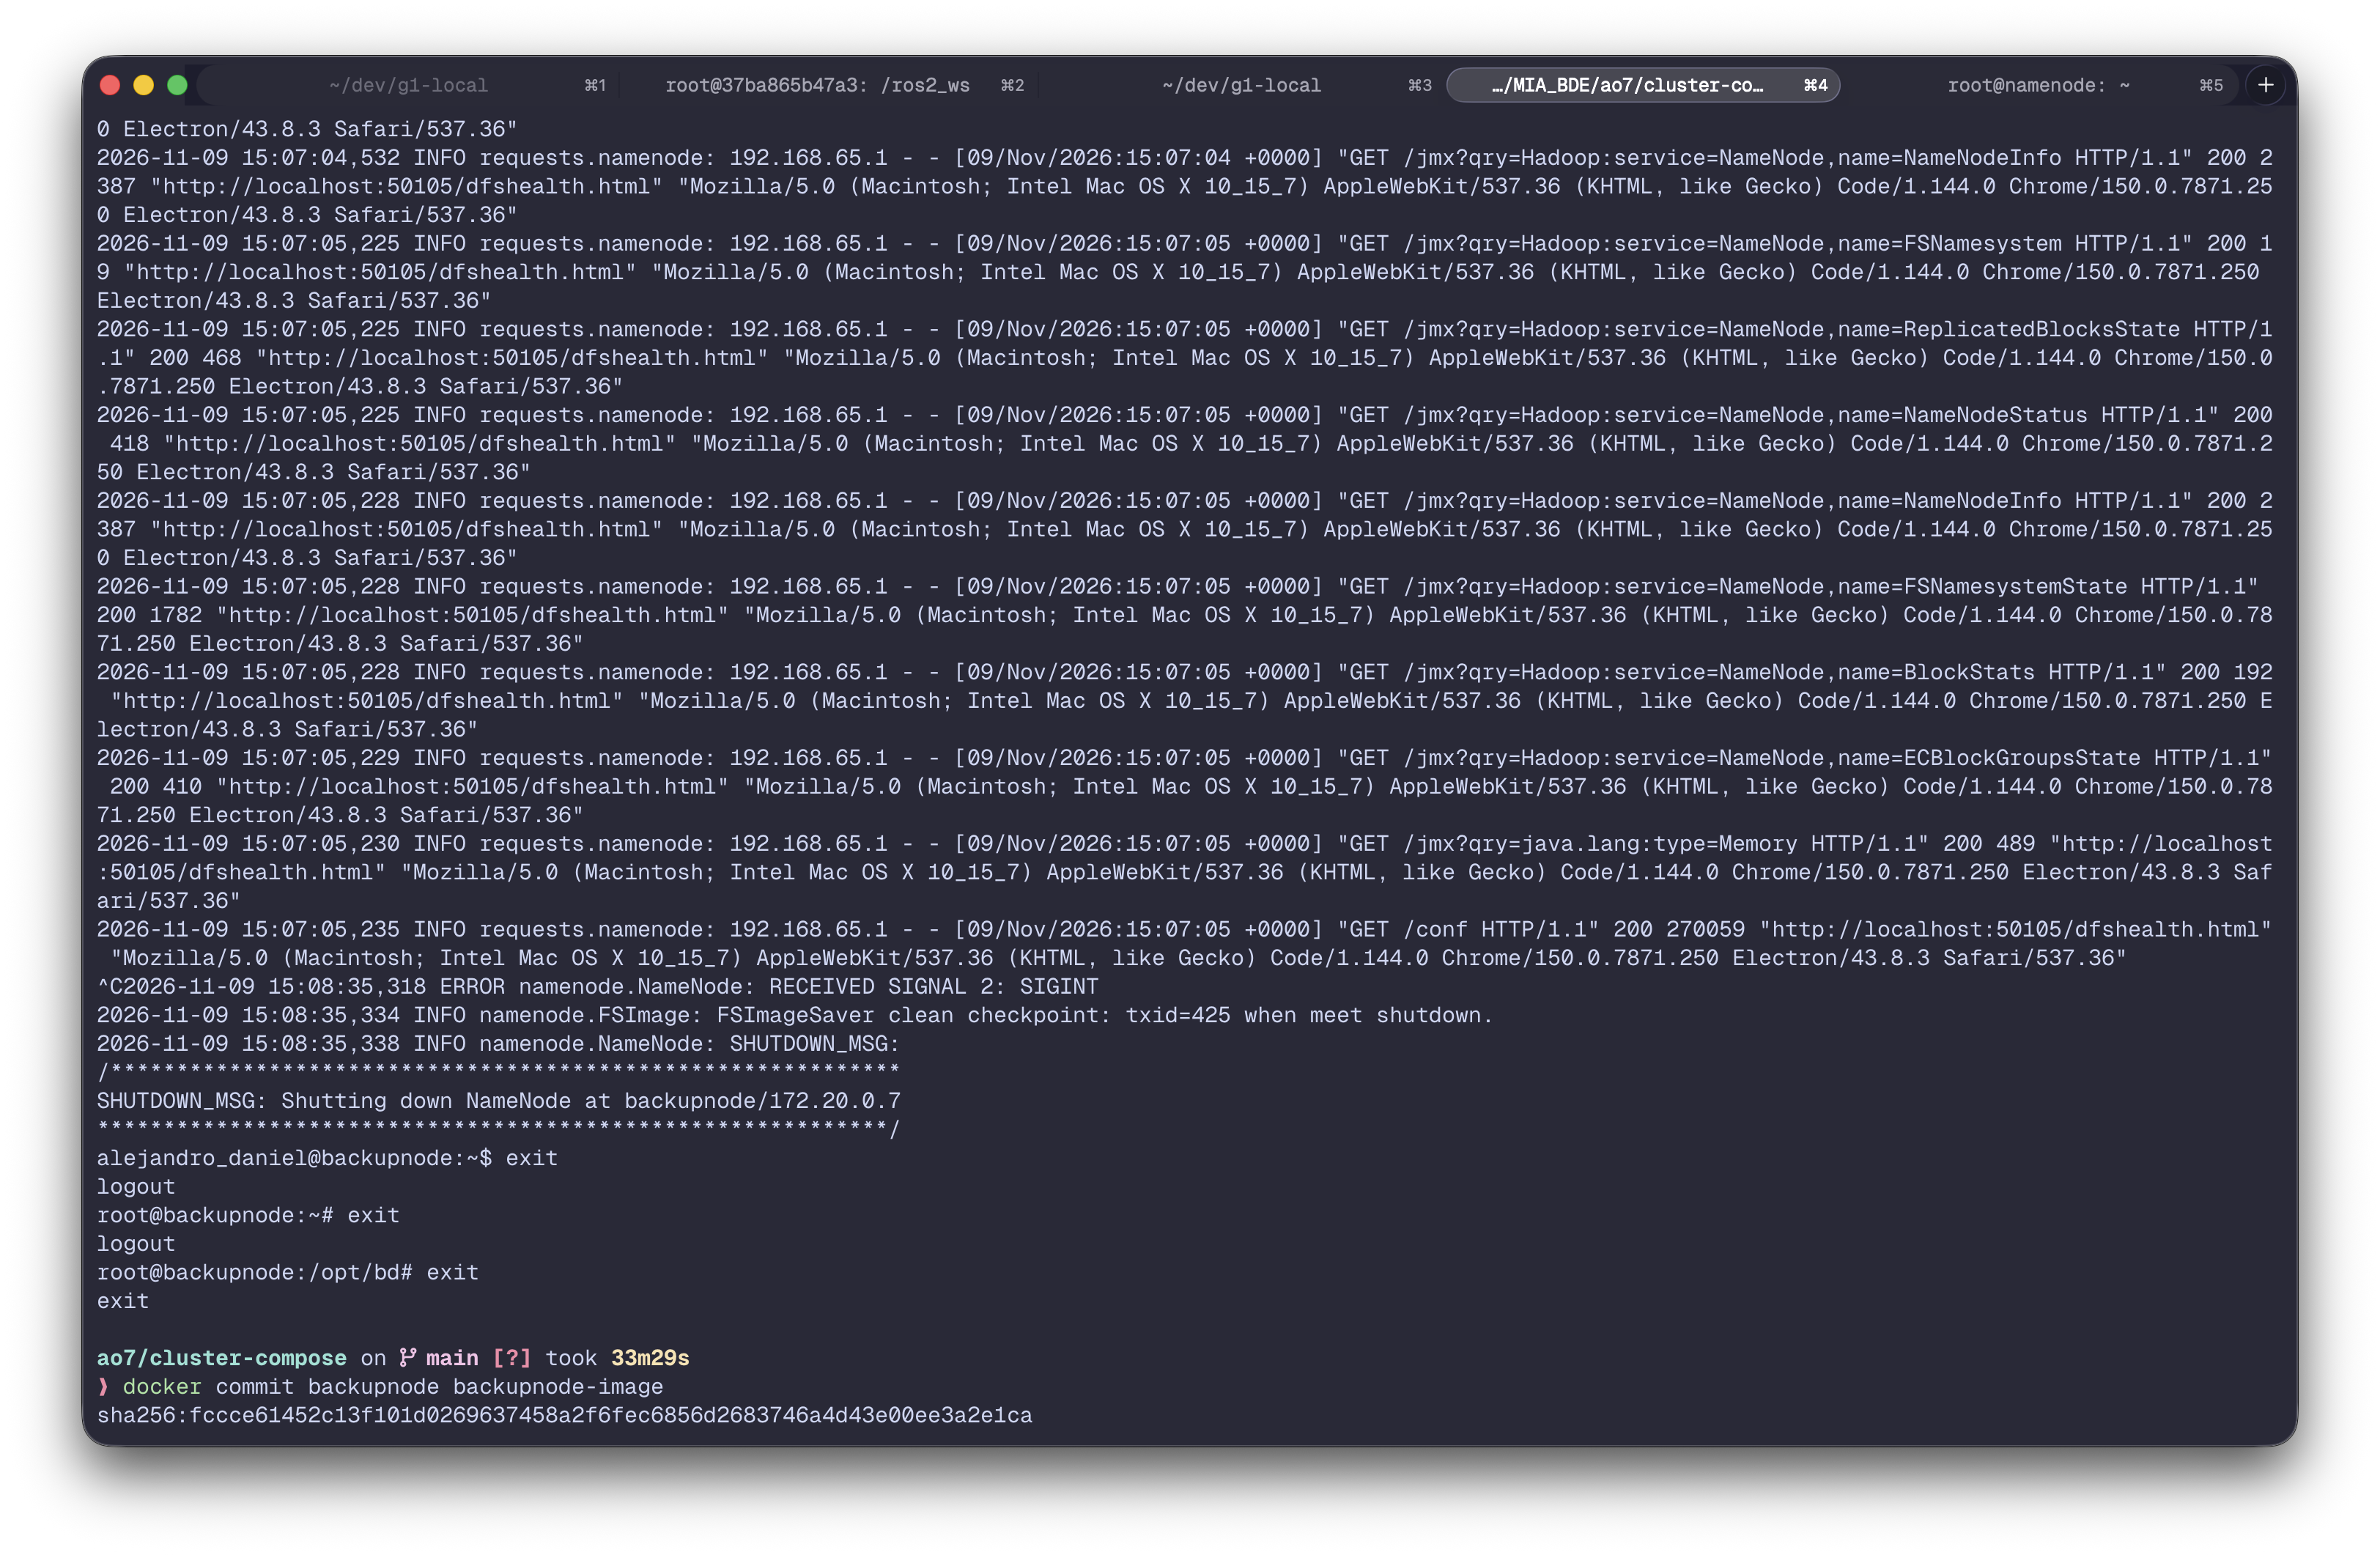 ~/dev/g1-local ⌘1 root@37ba865b47a3: /ros2_ws ⌘2 ~/dev/g1-local ⌘3 …/MIA_BDE/ao7/cluster-co… ⌘4 root@namenode: ~ ⌘5 +
0 Electron/43.8.3 Safari/537.36"
2026-11-09 15:07:04,532 INFO requests.namenode: 192.168.65.1 - - [09/Nov/2026:15:07:04 +0000] "GET /jmx?qry=Hadoop:service=NameNode,name=NameNodeInfo HTTP/1.1" 200 2
387 "http://localhost:50105/dfshealth.html" "Mozilla/5.0 (Macintosh; Intel Mac OS X 10_15_7) AppleWebKit/537.36 (KHTML, like Gecko) Code/1.144.0 Chrome/150.0.7871.25
0 Electron/43.8.3 Safari/537.36"
2026-11-09 15:07:05,225 INFO requests.namenode: 192.168.65.1 - - [09/Nov/2026:15:07:05 +0000] "GET /jmx?qry=Hadoop:service=NameNode,name=FSNamesystem HTTP/1.1" 200 1
9 "http://localhost:50105/dfshealth.html" "Mozilla/5.0 (Macintosh; Intel Mac OS X 10_15_7) AppleWebKit/537.36 (KHTML, like Gecko) Code/1.144.0 Chrome/150.0.7871.250
Electron/43.8.3 Safari/537.36"
2026-11-09 15:07:05,225 INFO requests.namenode: 192.168.65.1 - - [09/Nov/2026:15:07:05 +0000] "GET /jmx?qry=Hadoop:service=NameNode,name=ReplicatedBlocksState HTTP/1
.1" 200 468 "http://localhost:50105/dfshealth.html" "Mozilla/5.0 (Macintosh; Intel Mac OS X 10_15_7) AppleWebKit/537.36 (KHTML, like Gecko) Code/1.144.0 Chrome/150.0
.7871.250 Electron/43.8.3 Safari/537.36"
2026-11-09 15:07:05,225 INFO requests.namenode: 192.168.65.1 - - [09/Nov/2026:15:07:05 +0000] "GET /jmx?qry=Hadoop:service=NameNode,name=NameNodeStatus HTTP/1.1" 200
418 "http://localhost:50105/dfshealth.html" "Mozilla/5.0 (Macintosh; Intel Mac OS X 10_15_7) AppleWebKit/537.36 (KHTML, like Gecko) Code/1.144.0 Chrome/150.0.7871.2
50 Electron/43.8.3 Safari/537.36"
2026-11-09 15:07:05,228 INFO requests.namenode: 192.168.65.1 - - [09/Nov/2026:15:07:05 +0000] "GET /jmx?qry=Hadoop:service=NameNode,name=NameNodeInfo HTTP/1.1" 200 2
387 "http://localhost:50105/dfshealth.html" "Mozilla/5.0 (Macintosh; Intel Mac OS X 10_15_7) AppleWebKit/537.36 (KHTML, like Gecko) Code/1.144.0 Chrome/150.0.7871.25
0 Electron/43.8.3 Safari/537.36"
2026-11-09 15:07:05,228 INFO requests.namenode: 192.168.65.1 - - [09/Nov/2026:15:07:05 +0000] "GET /jmx?qry=Hadoop:service=NameNode,name=FSNamesystemState HTTP/1.1"
200 1782 "http://localhost:50105/dfshealth.html" "Mozilla/5.0 (Macintosh; Intel Mac OS X 10_15_7) AppleWebKit/537.36 (KHTML, like Gecko) Code/1.144.0 Chrome/150.0.78
71.250 Electron/43.8.3 Safari/537.36"
2026-11-09 15:07:05,228 INFO requests.namenode: 192.168.65.1 - - [09/Nov/2026:15:07:05 +0000] "GET /jmx?qry=Hadoop:service=NameNode,name=BlockStats HTTP/1.1" 200 192
"http://localhost:50105/dfshealth.html" "Mozilla/5.0 (Macintosh; Intel Mac OS X 10_15_7) AppleWebKit/537.36 (KHTML, like Gecko) Code/1.144.0 Chrome/150.0.7871.250 E
lectron/43.8.3 Safari/537.36"
2026-11-09 15:07:05,229 INFO requests.namenode: 192.168.65.1 - - [09/Nov/2026:15:07:05 +0000] "GET /jmx?qry=Hadoop:service=NameNode,name=ECBlockGroupsState HTTP/1.1"
200 410 "http://localhost:50105/dfshealth.html" "Mozilla/5.0 (Macintosh; Intel Mac OS X 10_15_7) AppleWebKit/537.36 (KHTML, like Gecko) Code/1.144.0 Chrome/150.0.78
71.250 Electron/43.8.3 Safari/537.36"
2026-11-09 15:07:05,230 INFO requests.namenode: 192.168.65.1 - - [09/Nov/2026:15:07:05 +0000] "GET /jmx?qry=java.lang:type=Memory HTTP/1.1" 200 489 "http://localhost
:50105/dfshealth.html" "Mozilla/5.0 (Macintosh; Intel Mac OS X 10_15_7) AppleWebKit/537.36 (KHTML, like Gecko) Code/1.144.0 Chrome/150.0.7871.250 Electron/43.8.3 Saf
ari/537.36"
2026-11-09 15:07:05,235 INFO requests.namenode: 192.168.65.1 - - [09/Nov/2026:15:07:05 +0000] "GET /conf HTTP/1.1" 200 270059 "http://localhost:50105/dfshealth.html"
"Mozilla/5.0 (Macintosh; Intel Mac OS X 10_15_7) AppleWebKit/537.36 (KHTML, like Gecko) Code/1.144.0 Chrome/150.0.7871.250 Electron/43.8.3 Safari/537.36"
^C2026-11-09 15:08:35,318 ERROR namenode.NameNode: RECEIVED SIGNAL 2: SIGINT
2026-11-09 15:08:35,334 INFO namenode.FSImage: FSImageSaver clean checkpoint: txid=425 when meet shutdown.
2026-11-09 15:08:35,338 INFO namenode.NameNode: SHUTDOWN_MSG:
/************************************************************
SHUTDOWN_MSG: Shutting down NameNode at backupnode/172.20.0.7
************************************************************/
alejandro_daniel@backupnode:~$ exit
logout
root@backupnode:~# exit
logout
root@backupnode:/opt/bd# exit
exit
ao7/cluster-compose on main [?] took 33m29s
❯ docker commit backupnode backupnode-image
sha256:fccce61452c13f101d0269637458a2f6fec6856d2683746a4d43e00ee3a2e1ca